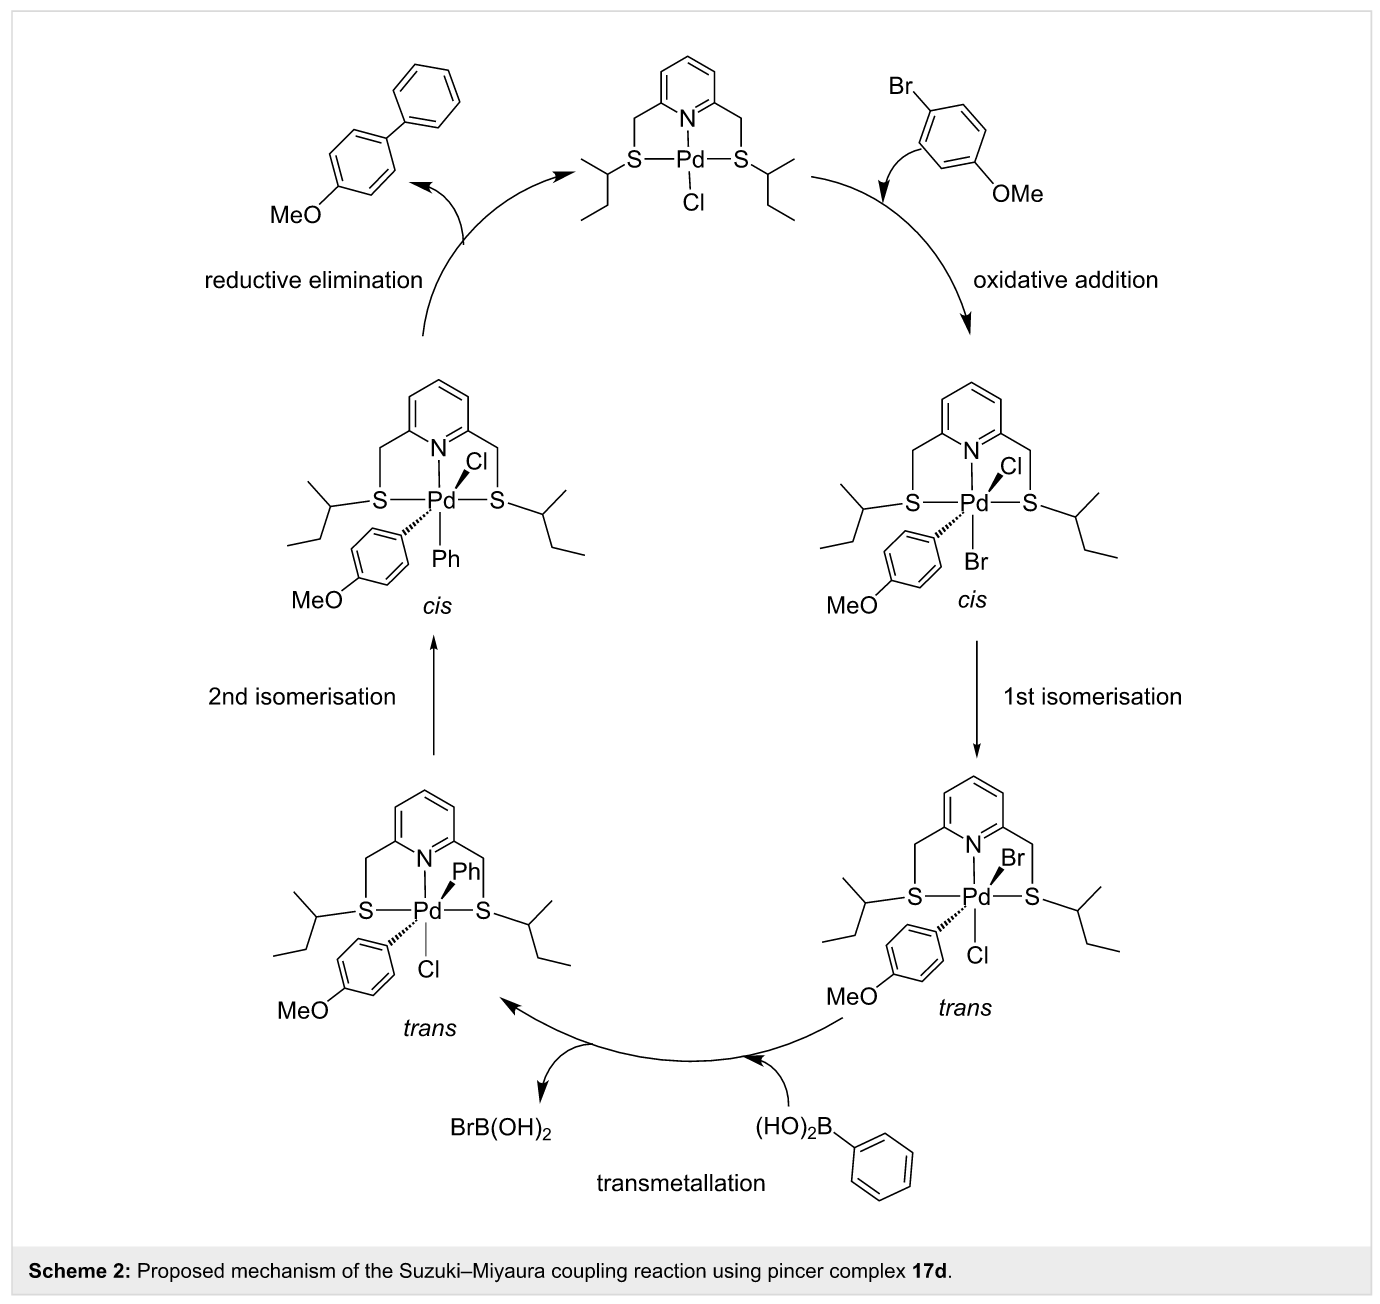 Br
OMe
N
S
Pd
S
Cl
MeO
reductive elimination
oxidative addition
N
Cl
S
Pd
S
Ph
MeO
cis
N
Cl
S
Pd
S
Br
MeO
cis
2nd isomerisation
1st isomerisation
N
Ph
S
Pd
S
Cl
MeO
trans
N
Br
S
Pd
S
Cl
MeO
trans
BrB(OH)₂
(HO)₂B
transmetallation
Scheme 2: Proposed mechanism of the Suzuki–Miyaura coupling reaction using pincer complex 17d.